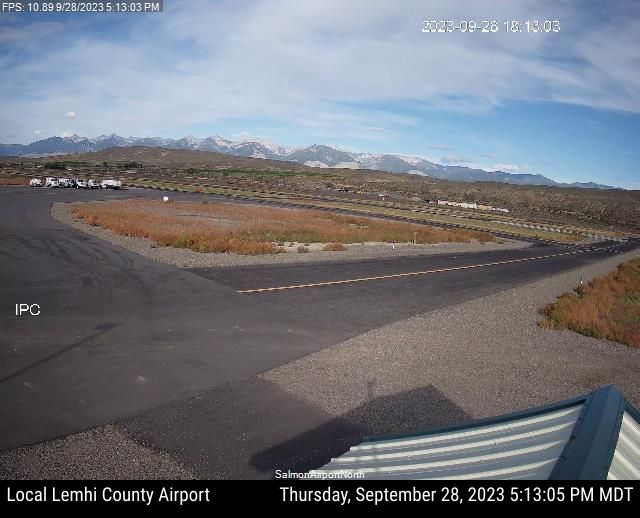 FPS: 10.89 9/28/2023 5:13:03 PM
2023-09-28 18:13:03
IPC
SalmonAirportNorth
Local Lemhi County Airport
Thursday, September 28, 2023 5:13:05 PM MDT